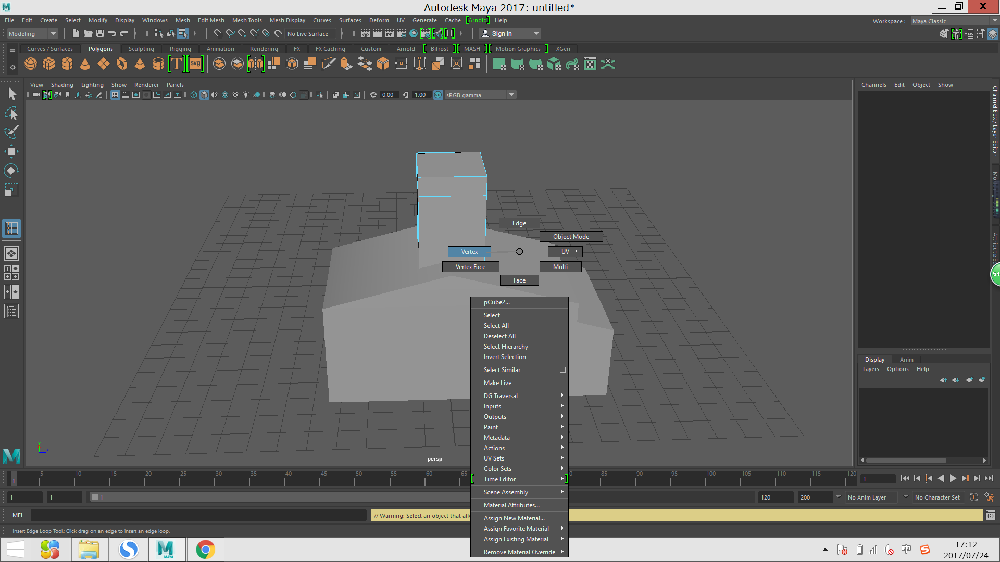 Autodesk Maya 2017: untitled*
File Edit Create Select Modify Display Windows Mesh Edit Mesh Mesh Tools Mesh Display Curves Surfaces Deform UV Generate Cache [Arnold] Help
Workspace : Maya Classic
Modeling No Live Surface Sign In
Curves / Surfaces Polygons Sculpting Rigging Animation Rendering FX FX Caching Custom Arnold Bifrost MASH Motion Graphics XGen
T svg
IPR
View Shading Lighting Show Renderer Panels
0.00 1.00 ON sRGB gamma
Channels Edit Object Show
Channel Box / Layer Editor
Attribute
54
Edge
Object Mode
Vertex
UV
Vertex Face
Multi
Face
pCube2...
Select
Select All
Deselect All
Select Hierarchy
Invert Selection
Select Similar
Make Live
DG Traversal
Inputs
Outputs
Paint
Metadata
Actions
UV Sets
Color Sets
Time Editor
Scene Assembly
Material Attributes...
Assign New Material...
Assign Favorite Material
Assign Existing Material
Remove Material Override
Display Anim
Layers Options Help
y
z
persp
5 10 15 20 25 30 35 40 45 50 55 60 65 85 90 95 100 105 110 115 120
1 1
1 1 1 120 200 No Anim Layer No Character Set
MEL // Warning: Select an object that
Insert Edge Loop Tool: Click-drag on an edge to insert an edge loop.
MAYA
中
17:12
2017/07/24